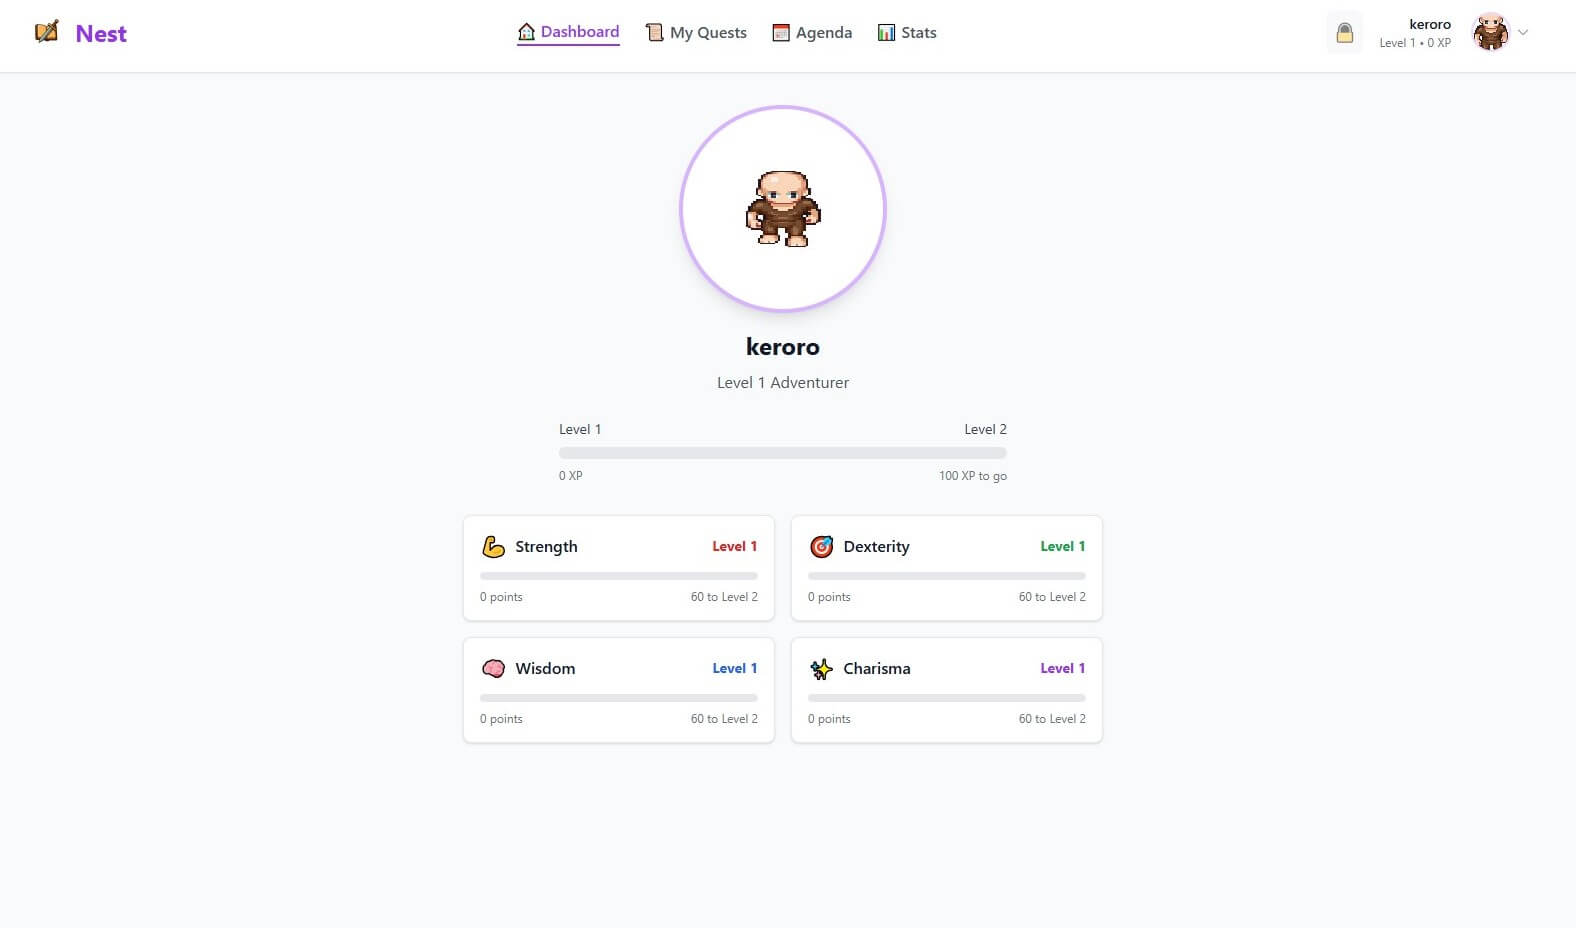 Nest
Dashboard
My Quests
Agenda
Stats
keroro
Level 1 • 0 XP
keroro
Level 1 Adventurer
Level 1
Level 2
0 XP
100 XP to go
Strength
Level 1
0 points
60 to Level 2
Dexterity
Level 1
0 points
60 to Level 2
Wisdom
Level 1
0 points
60 to Level 2
Charisma
Level 1
0 points
60 to Level 2